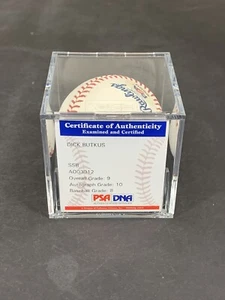 Rawlings
Certificate of Authenticity
Examined and Certified
DICK BUTKUS
SSB
Overall Grade: 9
Autograph Grade: 10
Baseball Grade: 8
PSA DNA